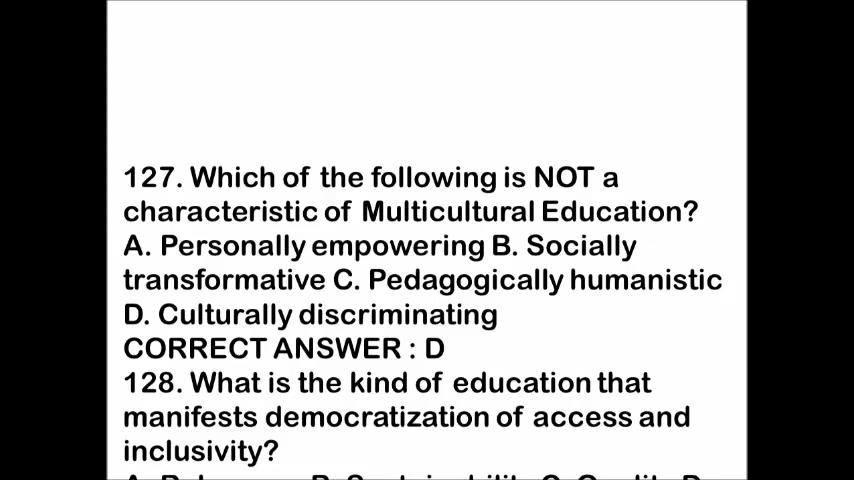 127. Which of the following is NOT a
characteristic of Multicultural Education?
A. Personally empowering B. Socially
transformative C. Pedagogically humanistic
D. Culturally discriminating
CORRECT ANSWER : D
128. What is the kind of education that
manifests democratization of access and
inclusivity?